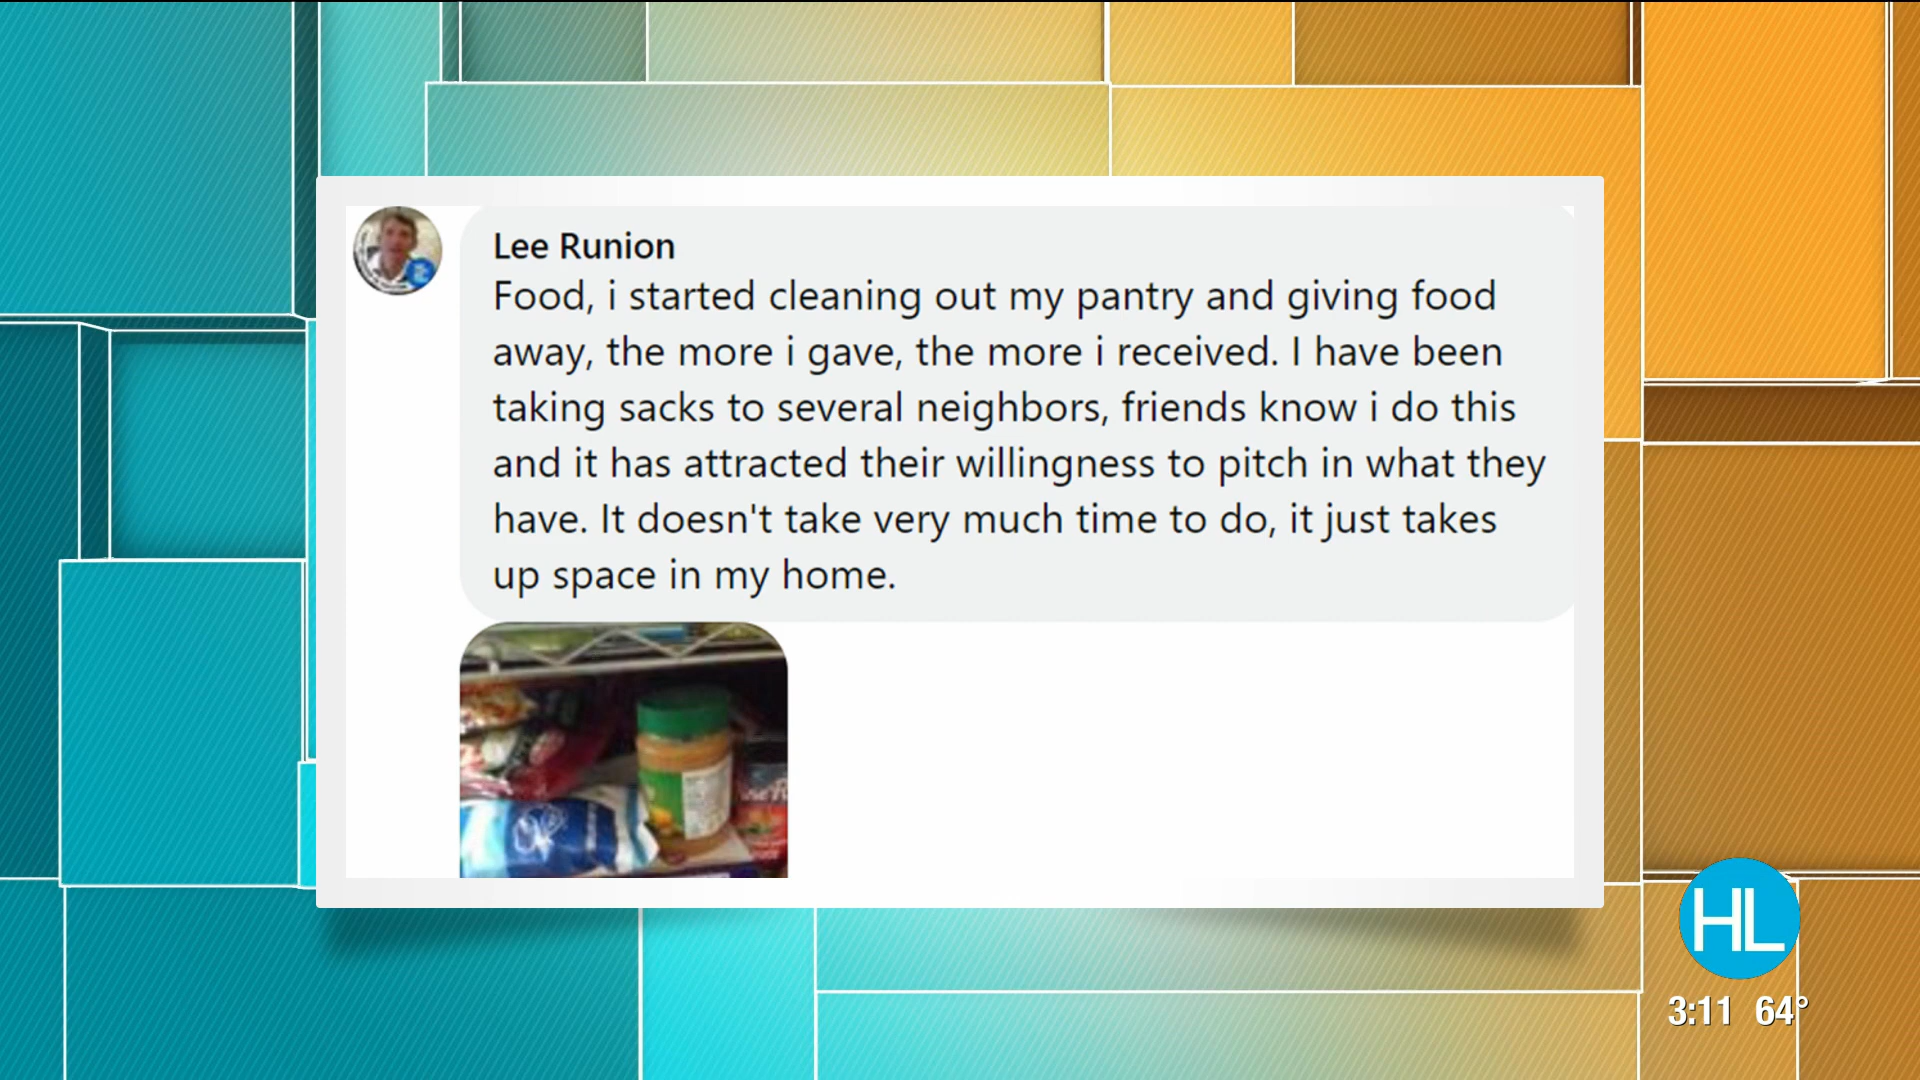 Lee Runion
Food, i started cleaning out my pantry and giving food
away, the more i gave, the more i received. I have been
taking sacks to several neighbors, friends know i do this
and it has attracted their willingness to pitch in what they
have. It doesn't take very much time to do, it just takes
up space in my home.
HL
3:11 64°